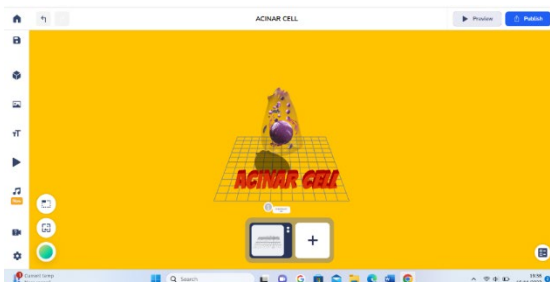 ACINAR CELL
Preview
Publish
ACINAR CELL
Search